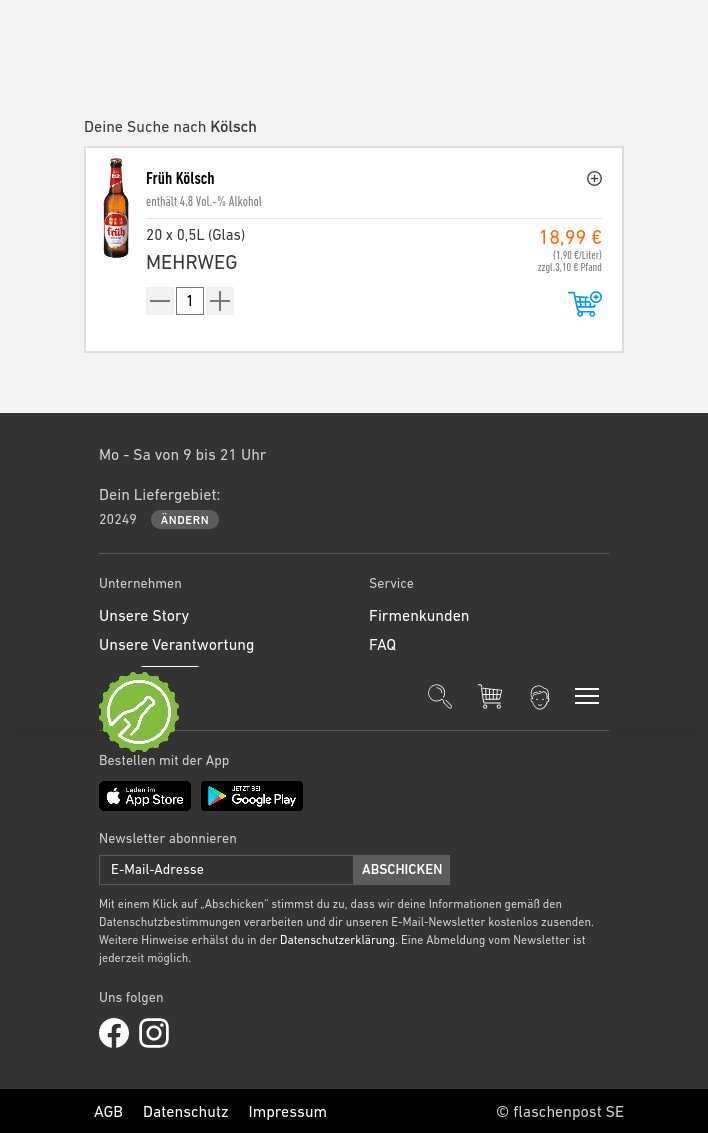 Deine Suche nach Kölsch
Früh Kölsch
enthält 4,8 Vol.-% Alkohol
20 x 0,5L (Glas)
18,99 €
MEHRWEG
(1,90 €/Liter)
zzgl.3,10 € Pfand
1
früh
Mo - Sa von 9 bis 21 Uhr
Dein Liefergebiet:
20249 ÄNDERN
Unternehmen
Service
Unsere Story
Firmenkunden
Unsere Verantwortung
FAQ
Bestellen mit der App
Laden im
App Store
JETZT BEI
Google Play
Newsletter abonnieren
E-Mail-Adresse ABSCHICKEN
Mit einem Klick auf „Abschicken" stimmst du zu, dass wir deine Informationen gemäß den
Datenschutzbestimmungen verarbeiten und dir unseren E-Mail-Newsletter kostenlos zusenden.
Weitere Hinweise erhälst du in der Datenschutzerklärung. Eine Abmeldung vom Newsletter ist
jederzeit möglich.
Uns folgen
AGB Datenschutz Impressum © flaschenpost SE